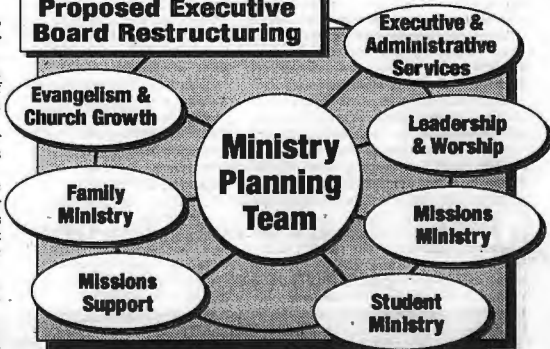 Proposed Executive
Board Restructuring
Executive &
Administrative
Services
Evangelism &
Church Growth
Leadership
& Worship
Ministry
Planning
Team
Family
Ministry
Missions
Ministry
Missions
Support
Student
Ministry